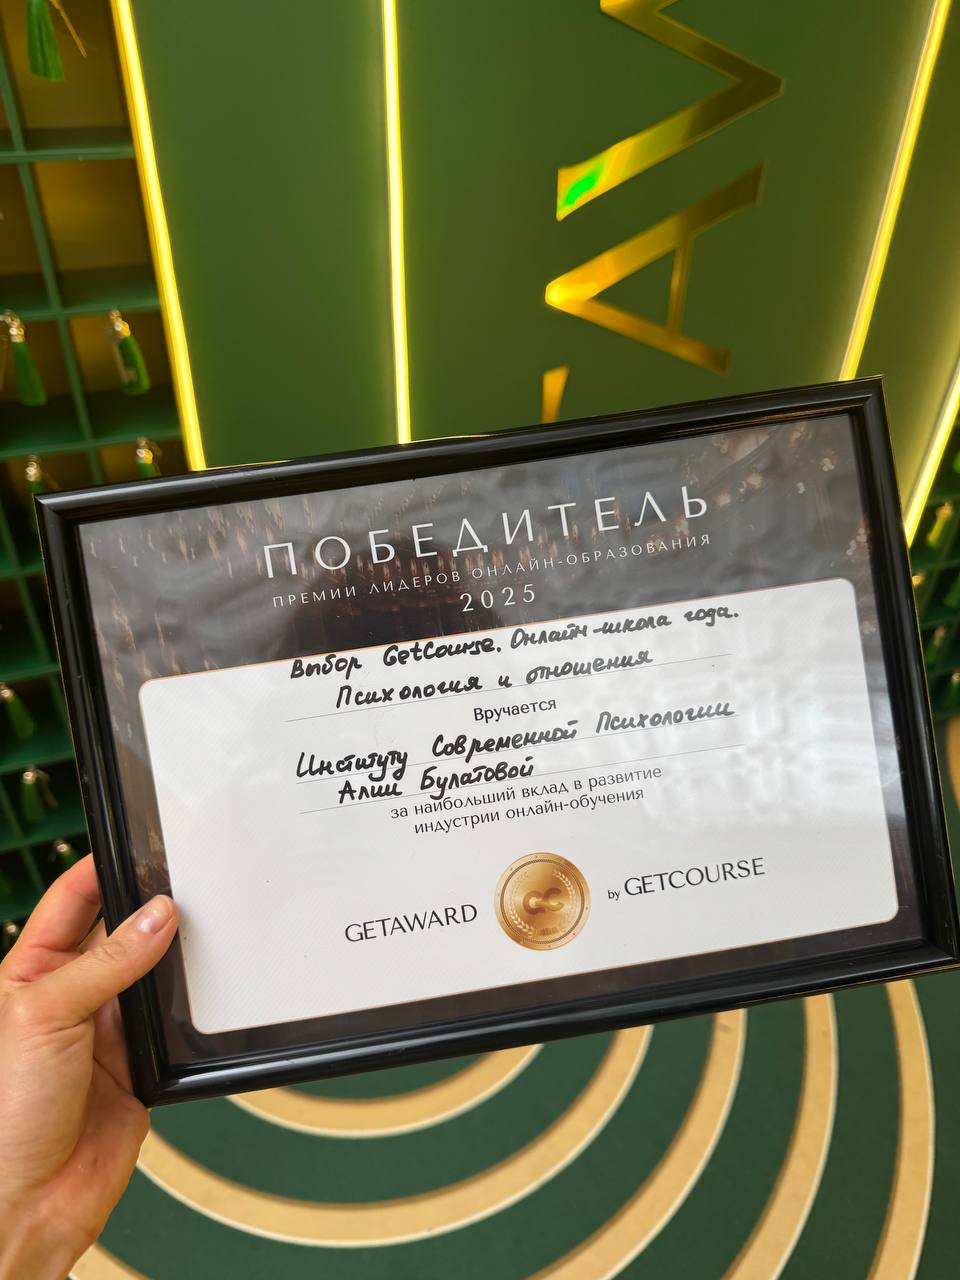 ПОБЕДИТЕЛЬ
ПРЕМИИ ЛИДЕРОВ ОНЛАЙН-ОБРАЗОВАНИЯ
2025
Выбор GetCourse. Онлайн-школа года.
Психология и отношения
Вручается
Институту Современной Психологии
Алии Булатовой
за наибольший вклад в развитие
индустрии онлайн-обучения
GETAWARD
GC
by GETCOURSE